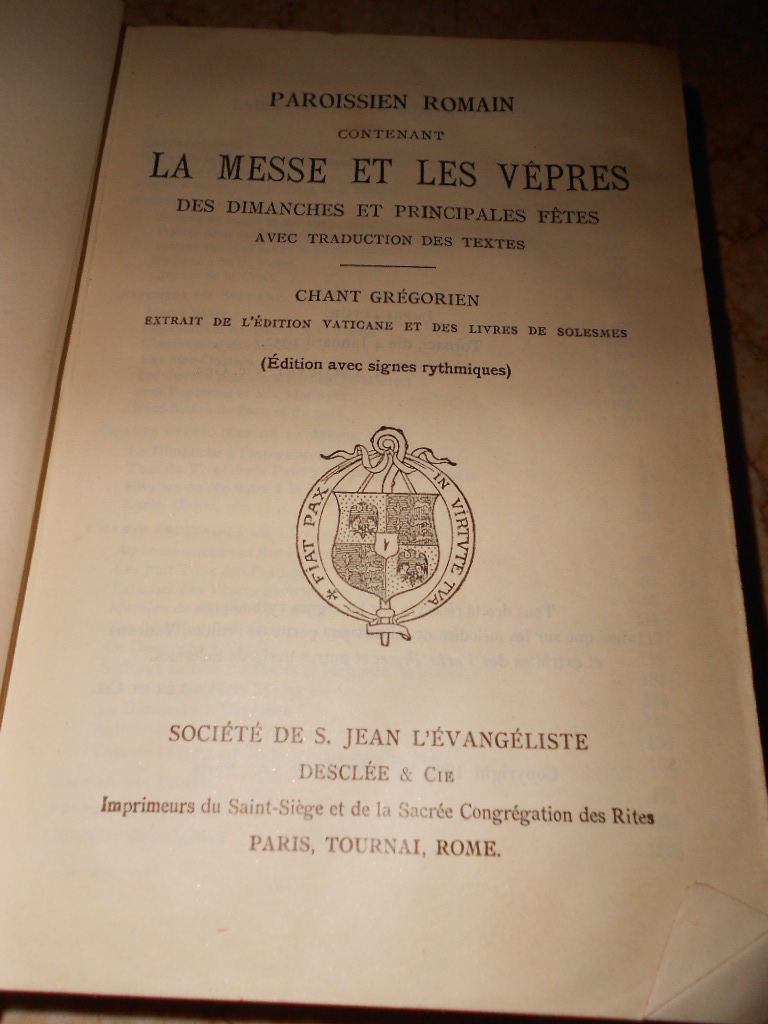 PAROISSIEN ROMAIN
CONTENANT
LA MESSE ET LES VÊPRES
DES DIMANCHES ET PRINCIPALES FÊTES
AVEC TRADUCTION DES TEXTES
CHANT GRÉGORIEN
EXTRAIT DE L'ÉDITION VATICANE ET DES LIVRES DE SOLESMES
(Édition avec signes rythmiques)
✠ FIAT PAX IN VIRTVTE TVA.
SOCIÉTÉ DE S. JEAN L'ÉVANGÉLISTE
DESCLÉE & CIE
Imprimeurs du Saint-Siège et de la Sacrée Congrégation des Rites
PARIS, TOURNAI, ROME.